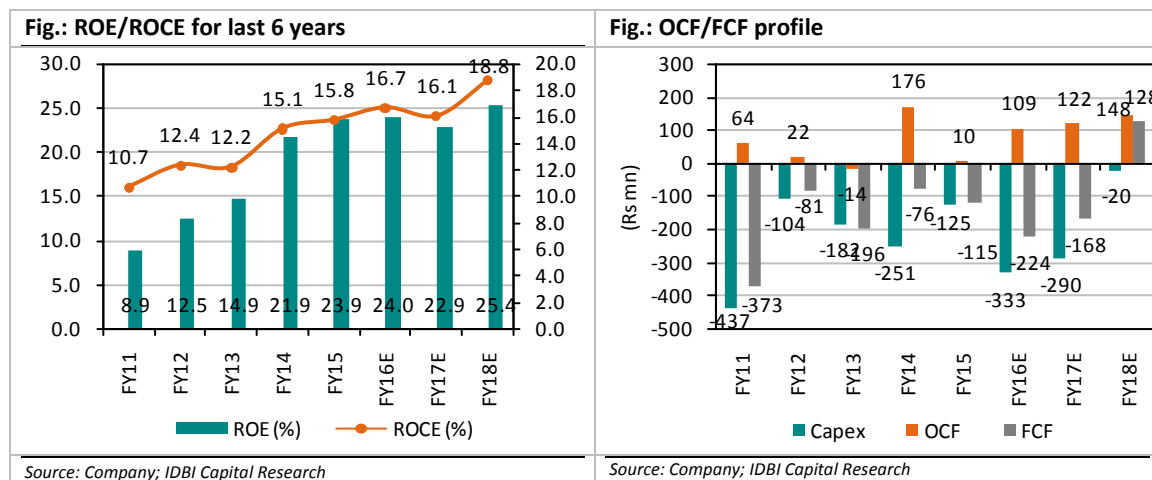 Fig.: ROE/ROCE for last 6 years
30.0
25.0
20.0
15.0
10.0
5.0
0.0
20.0
18.0
16.0
14.0
12.0
10.0
8.0
6.0
4.0
2.0
0.0
10.7
12.4
12.2
15.1
15.8
16.7
16.1
18.8
8.9
12.5
14.9
21.9
23.9
24.0
22.9
25.4
FY11
FY12
FY13
FY14
FY15
FY16E
FY17E
FY18E
ROE (%)
ROCE (%)
Source: Company; IDBI Capital Research
Fig.: OCF/FCF profile
(Rs mn)
300
200
100
0
-100
-200
-300
-400
-500
64
22
-14
176
10
109
122
148
128
-437
-373
-104
-81
-182
-196
-251
-76
-125
-115
-333
-224
-290
-168
-20
FY11
FY12
FY13
FY14
FY15
FY16E
FY17E
FY18E
Capex
OCF
FCF
Source: Company; IDBI Capital Research